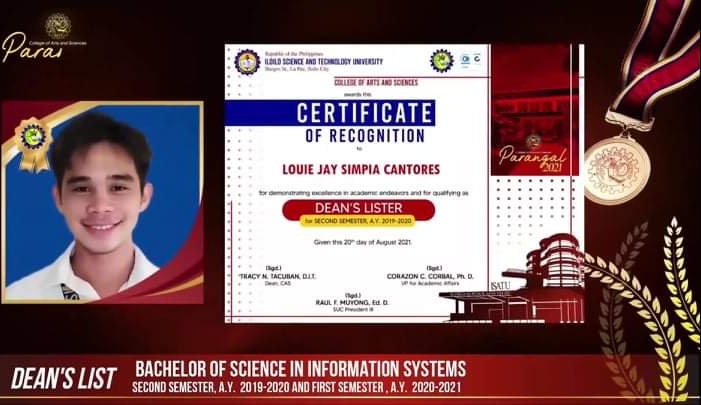 College of Arts and Sciences
Republic of the Philippines
ILOILO SCIENCE AND TECHNOLOGY UNIVERSITY
Burgos St., La Paz, Iloilo City
COLLEGE OF ARTS AND SCIENCES
awards this
CERTIFICATE
OF RECOGNITION
to
LOUIE JAY SIMPIA CANTORES
for demonstrating excellence in academic endeavors and for qualifying as
DEAN'S LISTER
for SECOND SEMESTER, A.Y. 2019-2020
Given this 20th day of August 2021.
(Sgd.)
TRACY N. TACUBAN, D.I.T.
Dean, CAS
(Sgd.)
CORAZON C. CORBAL, Ph. D.
VP for Academic Affairs
(Sgd.)
RAUL F. MUYONG, Ed. D.
SUC President III
Parangal
2021
ISATU
DEAN'S LIST
BACHELOR OF SCIENCE IN INFORMATION SYSTEMS
SECOND SEMESTER, A.Y. 2019-2020 AND FIRST SEMESTER, A.Y. 2020-2021